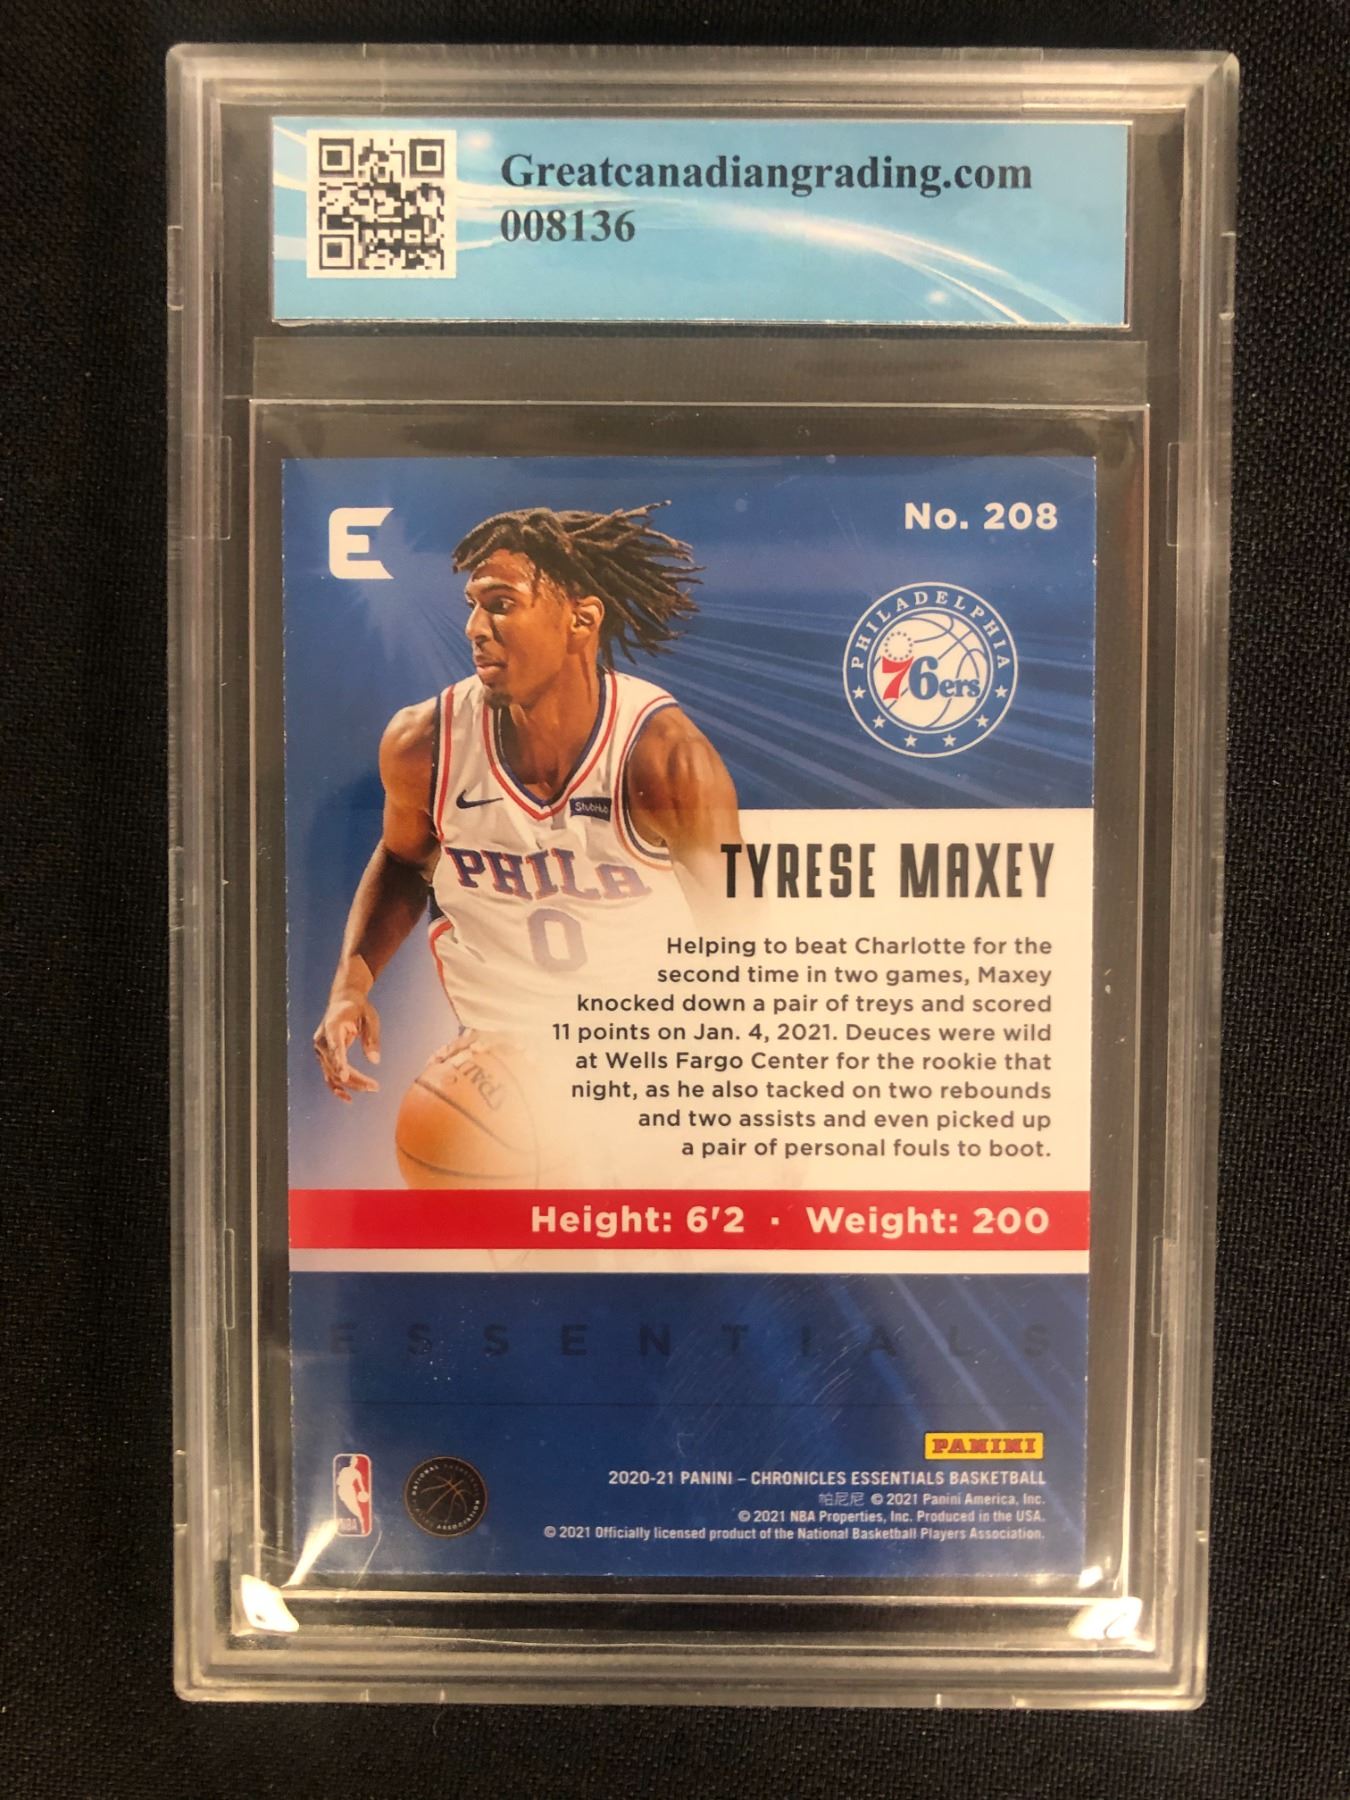 Greatcanadiangrading.com
008136
E
No. 208
PHILADELPHIA
76ers
StubHub
PHILA
0
TYRESE MAXEY
Helping to beat Charlotte for the
second time in two games, Maxey
knocked down a pair of treys and scored
11 points on Jan. 4, 2021. Deuces were wild
at Wells Fargo Center for the rookie that
night, as he also tacked on two rebounds
and two assists and even picked up
a pair of personal fouls to boot.
Height: 6'2 · Weight: 200
ESSENTIALS
PANINI
2020-21 PANINI – CHRONICLES ESSENTIALS BASKETBALL
帕尼尼 © 2021 Panini America, Inc.
© 2021 NBA Properties, Inc. Produced in the USA.
© 2021 Officially licensed product of the National Basketball Players Association.
NBA